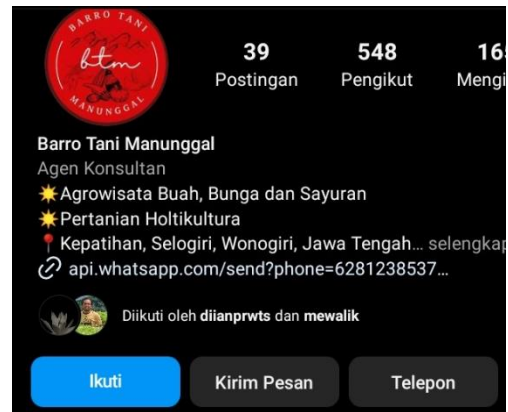 BARRO TANI
btm
MANUNGGAL
39 548 16
Postingan Pengikut Mengi
Barro Tani Manunggal
Agen Konsultan
🌟Agrowisata Buah, Bunga dan Sayuran
🌟Pertanian Holtikultura
📍Kepatihan, Selogiri, Wonogiri, Jawa Tengah... selengkap
api.whatsapp.com/send?phone=6281238537...
Diikuti oleh diianprwts dan mewalik
Ikuti Kirim Pesan Telepon